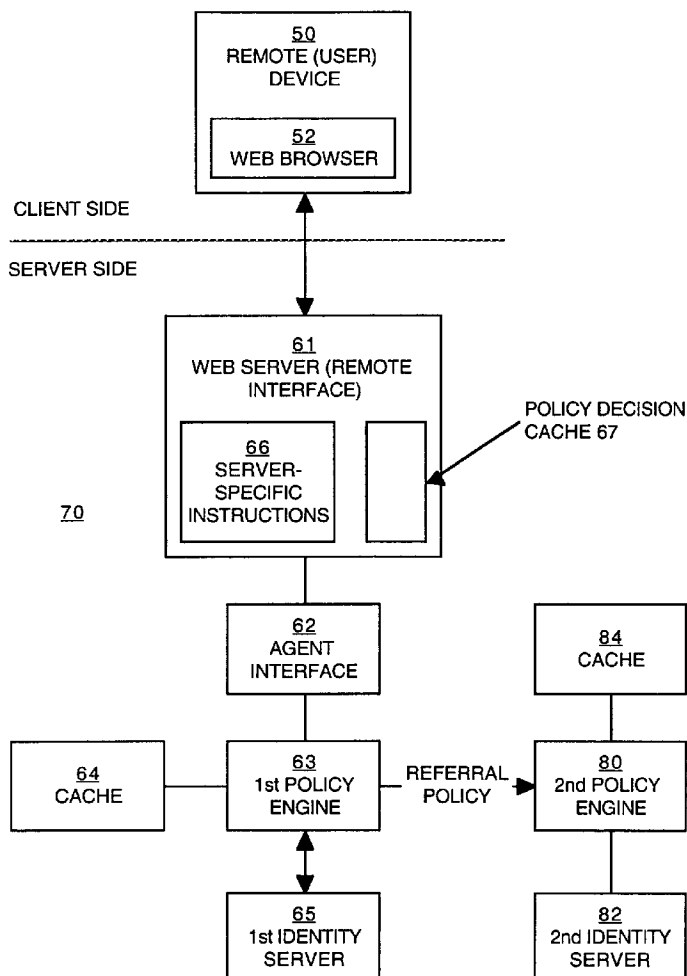 50
REMOTE (USER)
DEVICE
52
WEB BROWSER
CLIENT SIDE
SERVER SIDE
61
WEB SERVER (REMOTE
INTERFACE)
POLICY DECISION
CACHE 67
66
SERVER-
SPECIFIC
INSTRUCTIONS
70
62
AGENT
INTERFACE
84
CACHE
64
CACHE
63
1st POLICY
ENGINE
REFERRAL
POLICY
80
2nd POLICY
ENGINE
65
1st IDENTITY
SERVER
82
2nd IDENTITY
SERVER